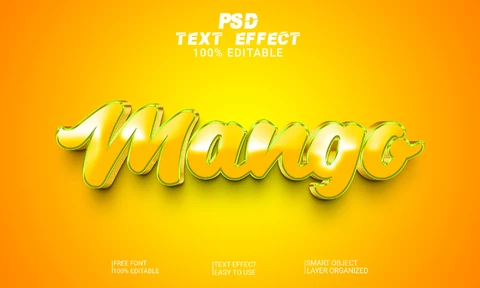 PSD
TEXT EFFECT
100% EDITABLE
Mango
FREE FONT
100% EDITABLE
TEXT EFFECT
EASY TO USE
SMART OBJECT
LAYER ORGANIZED